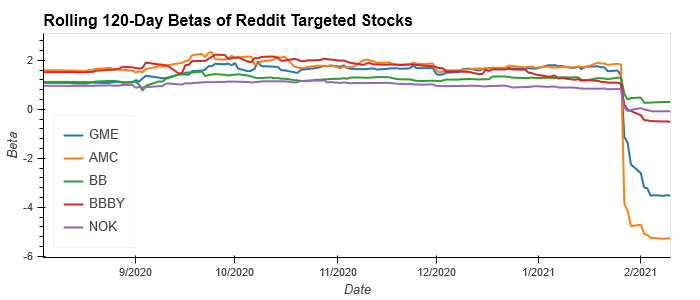 Rolling 120-Day Betas of Reddit Targeted Stocks
Beta
2
0
-2
-4
-6
GME
AMC
BB
BBBY
NOK
9/2020
10/2020
11/2020
12/2020
1/2021
2/2021
Date